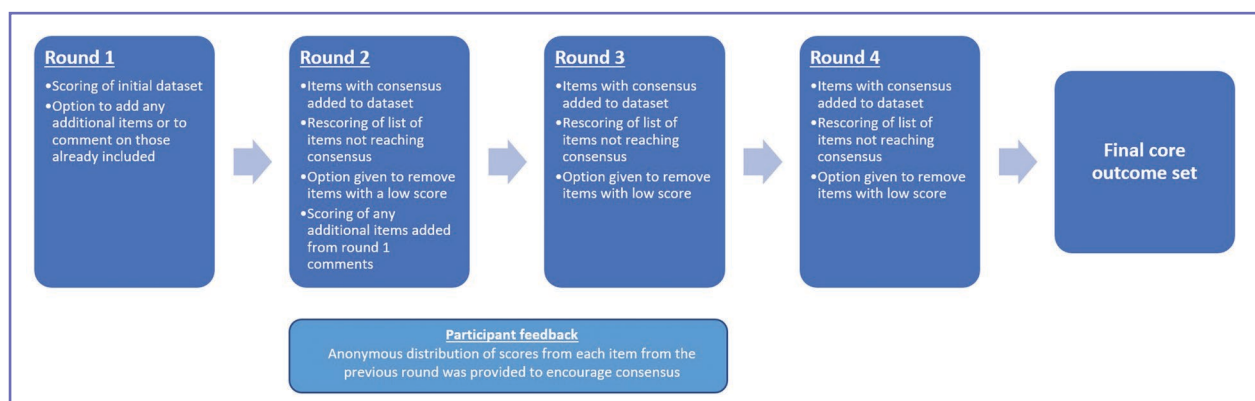 Round 1
•Scoring of initial dataset
•Option to add any
additional items or to
comment on those
already included
Round 2
•Items with consensus
added to dataset
•Rescoring of list of
items not reaching
consensus
•Option given to remove
items with a low score
•Scoring of any
additional items added
from round 1
comments
Round 3
•Items with consensus
added to dataset
•Rescoring of list of
items not reaching
consensus
•Option given to remove
items with low score
Round 4
•Items with consensus
added to dataset
•Rescoring of list of
items not reaching
consensus
•Option given to remove
items with low score
Final core
outcome set
Participant feedback
Anonymous distribution of scores from each item from the
previous round was provided to encourage consensus